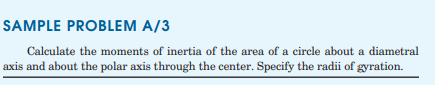 SAMPLE PROBLEM A/3
Calculate the moments of inertia of the area of a circle about a diametral
axis and about the polar axis through the center. Specify the radii of gyration.